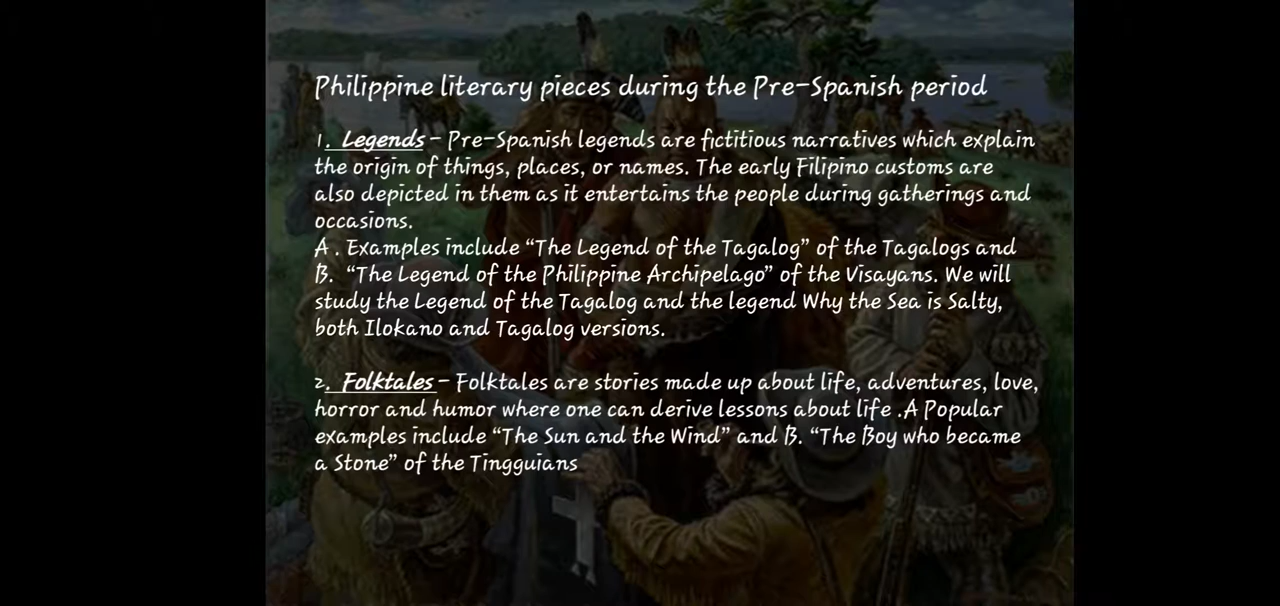 Philippine literary pieces during the Pre-Spanish period
1. Legends - Pre-Spanish legends are fictitious narratives which explain
the origin of things, places, or names. The early Filipino customs are
also depicted in them as it entertains the people during gatherings and
occasions.
A . Examples include “The Legend of the Tagalog” of the Tagalogs and
B. “The Legend of the Philippine Archipelago” of the Visayans. We will
study the Legend of the Tagalog and the legend Why the Sea is Salty,
both Ilokano and Tagalog versions.
2. Folktales - Folktales are stories made up about life, adventures, love,
horror and humor where one can derive lessons about life .A Popular
examples include “The Sun and the Wind” and B. “The Boy who became
a Stone” of the Tingguians